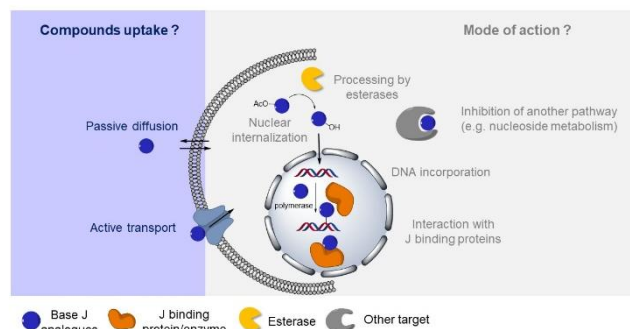 Compounds uptake ?
Mode of action ?
Processing by
esterases
AcO
OH
Nuclear
internalization
Passive diffusion
Inhibition of another pathway
(e.g. nucleoside metabolism)
DNA incorporation
polymerase
Active transport
Interaction with
J binding proteins
Base J
analogues
J binding
protein/enzyme
Esterase
Other target